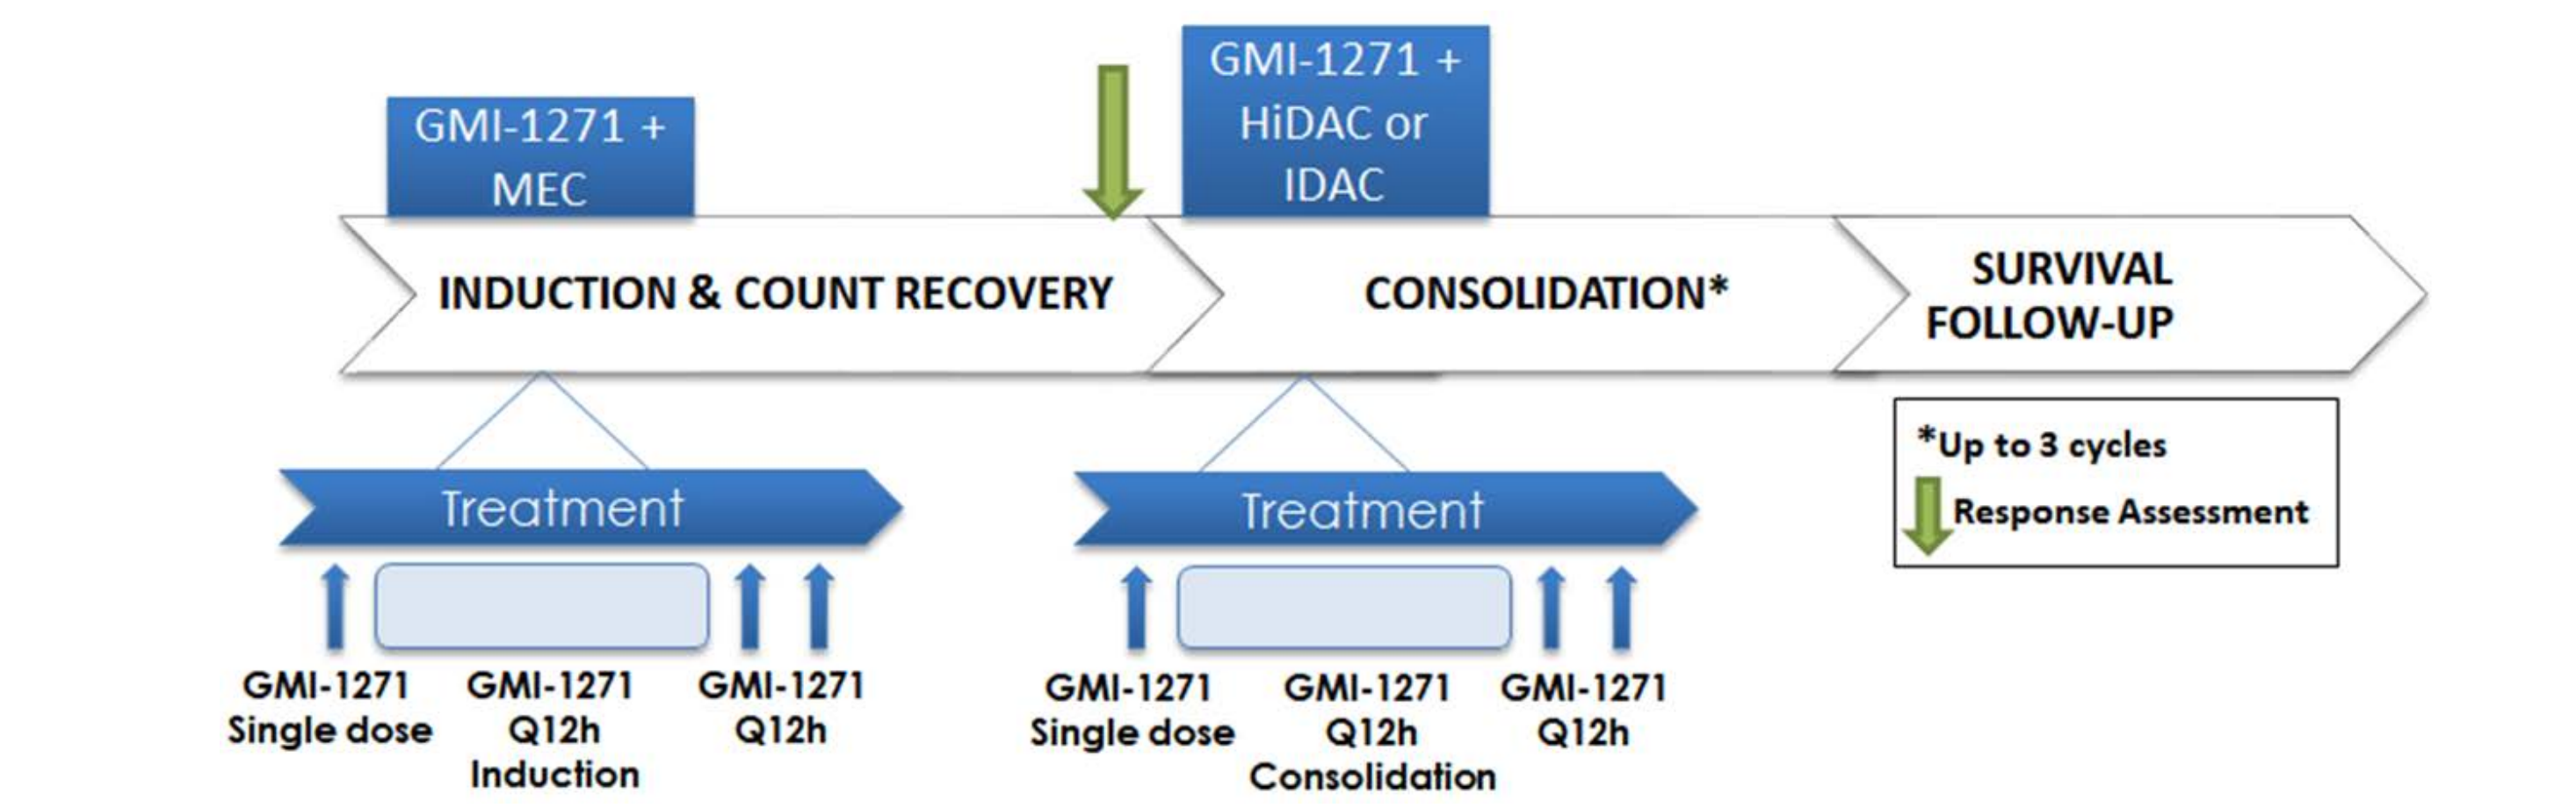 GMI-1271 +
MEC
GMI-1271 +
HiDAC or
IDAC
INDUCTION & COUNT RECOVERY
CONSOLIDATION*
SURVIVAL
FOLLOW-UP
Treatment
GMI-1271
Single dose
GMI-1271
Q12h
Induction
GMI-1271
Q12h
Treatment
GMI-1271
Single dose
GMI-1271
Q12h
Consolidation
GMI-1271
Q12h
*Up to 3 cycles
Response Assessment